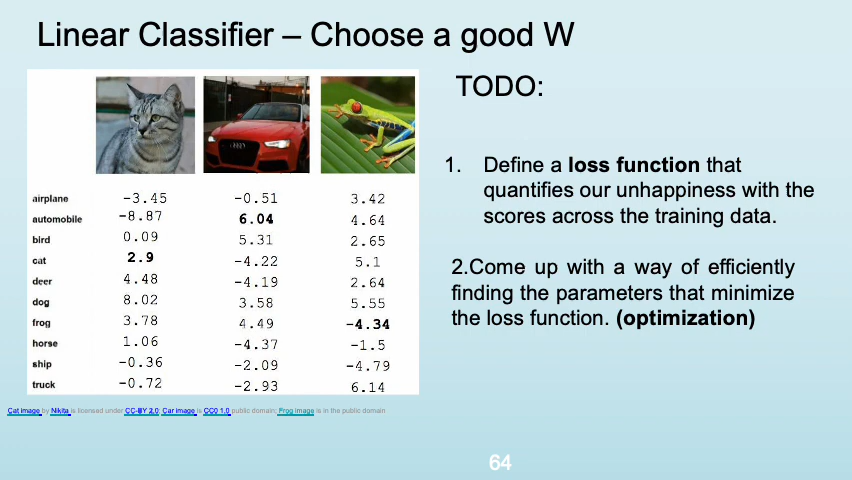 Linear Classifier – Choose a good W
TODO:
airplane -3.45 -0.51 3.42
automobile -8.87 6.04 4.64
bird 0.09 5.31 2.65
cat 2.9 -4.22 5.1
deer 4.48 -4.19 2.64
dog 8.02 3.58 5.55
frog 3.78 4.49 -4.34
horse 1.06 -4.37 -1.5
ship -0.36 -2.09 -4.79
truck -0.72 -2.93 6.14
Cat image by Nikita is licensed under CC-BY 2.0; Car image is CC0 1.0 public domain; Frog image is in the public domain
1. Define a loss function that
quantifies our unhappiness with the
scores across the training data.
2.Come up with a way of efficiently
finding the parameters that minimize
the loss function. (optimization)
64